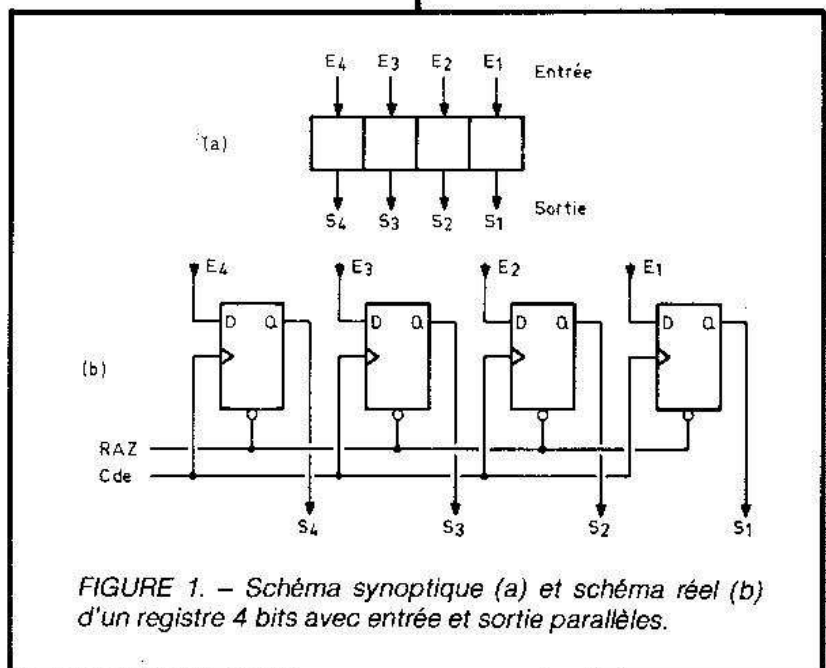 E4 E3 E2 E1 Entrée
(a)
S4 S3 S2 S1 Sortie
E4 E3 E2 E1
D Q D Q D Q D Q
(b)
RAZ
Cde
S4 S3 S2 S1
FIGURE 1. – Schéma synoptique (a) et schéma réel (b)
d'un registre 4 bits avec entrée et sortie parallèles.